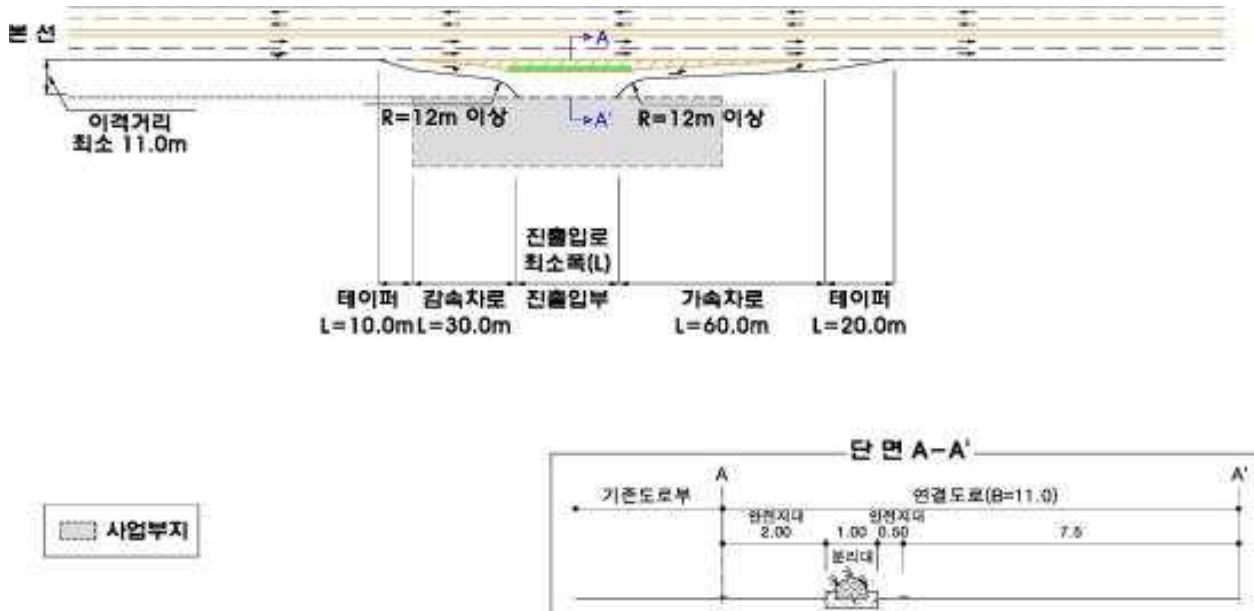 본 선
A
이격거리
최소 11.0m
R=12m 이상
A'
R=12m 이상
진출입로
최소폭(L)
테이퍼
L=10.0m
감속차로
L=30.0m
진출입부
가속차로
L=60.0m
테이퍼
L=20.0m
단 면 A-A'
A
A'
기존도로부
연결도로(B=11.0)
안전지대
2.00
1.00
안전지대
0.50
7.5
분리대
사업부지